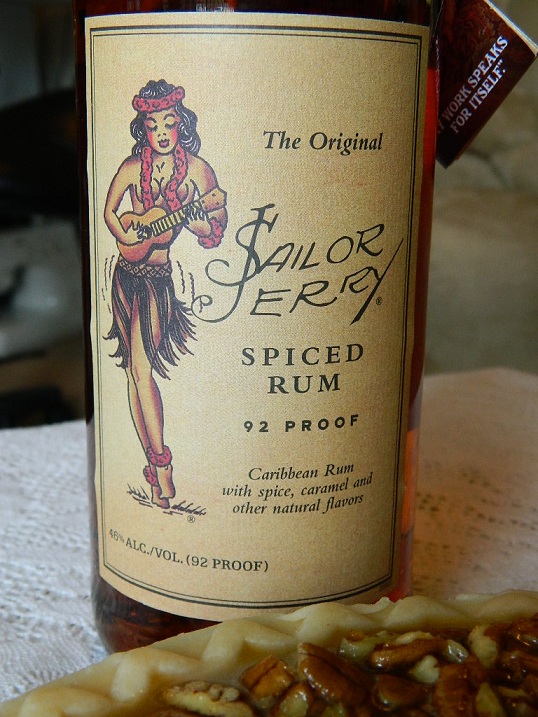 WORK SPEAKS
FOR ITSELF."
The Original
SAILOR
JERRY®
SPICED
RUM
92 PROOF
Caribbean Rum
with spice, caramel and
other natural flavors
®
46% ALC./VOL. (92 PROOF)